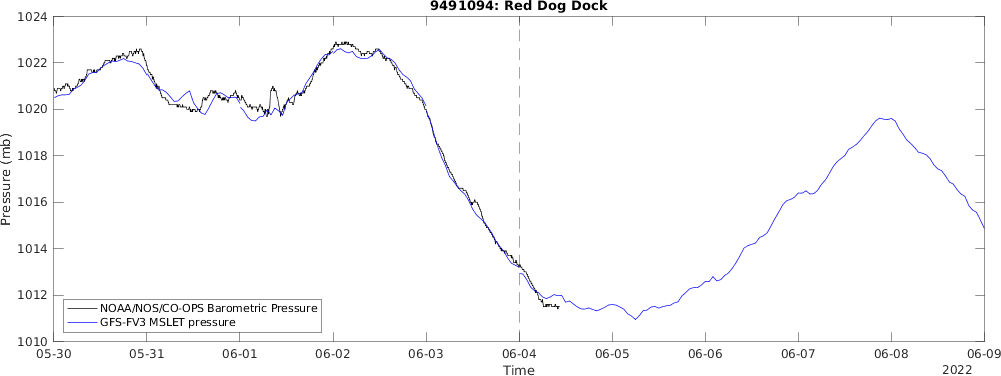 9491094: Red Dog Dock
Pressure (mb)
1024
1022
1020
1018
1016
1014
1012
1010
NOAA/NOS/CO-OPS Barometric Pressure
GFS-FV3 MSLET pressure
05-30 05-31 06-01 06-02 06-03 06-04 06-05 06-06 06-07 06-08 06-09
Time
2022